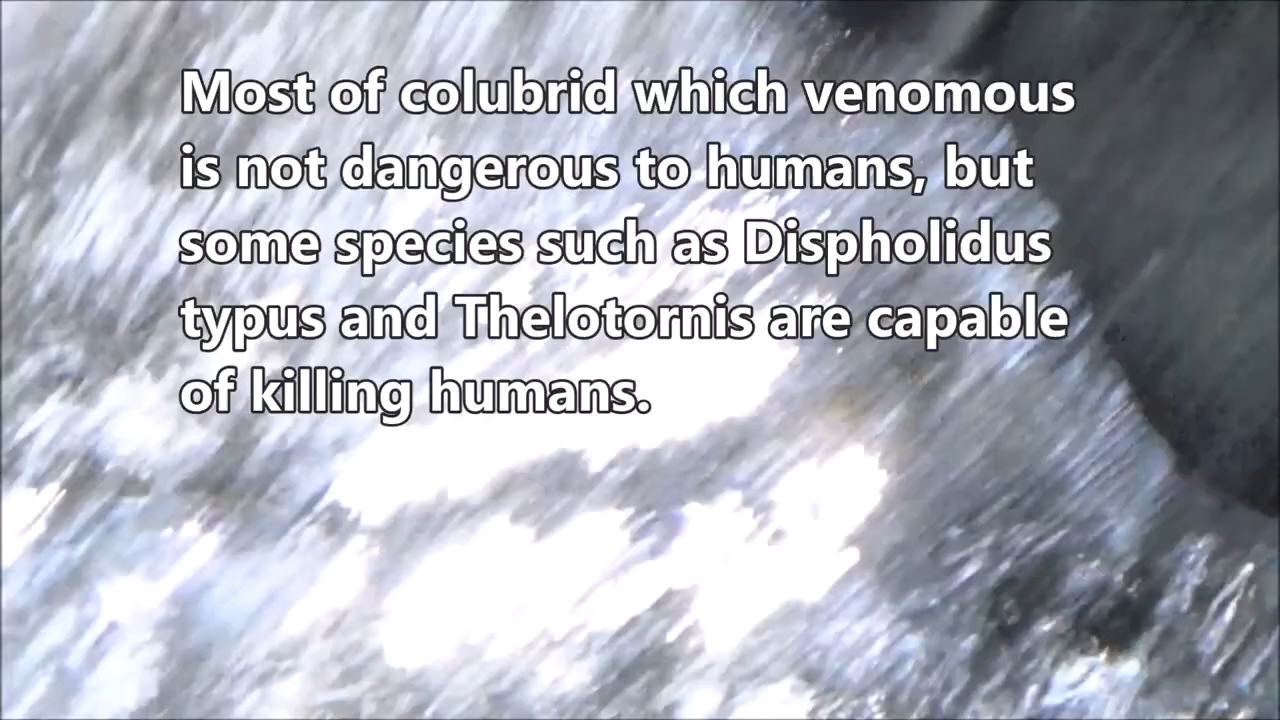 Most of colubrid which venomous
is not dangerous to humans, but
some species such as Dispholidus
typus and Thelotornis are capable
of killing humans.